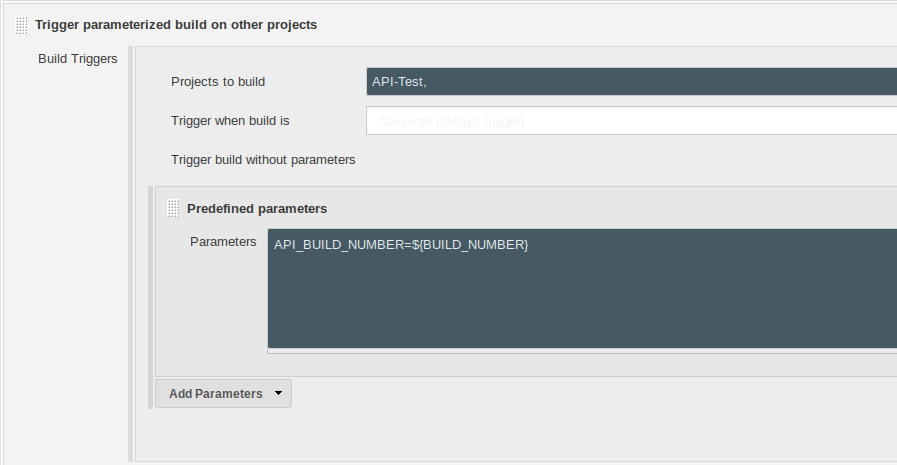 Trigger parameterized build on other projects
Build Triggers
Projects to build
API-Test,
Trigger when build is
Complete (always trigger)
Trigger build without parameters
Predefined parameters
Parameters
API_BUILD_NUMBER=${BUILD_NUMBER}
Add Parameters